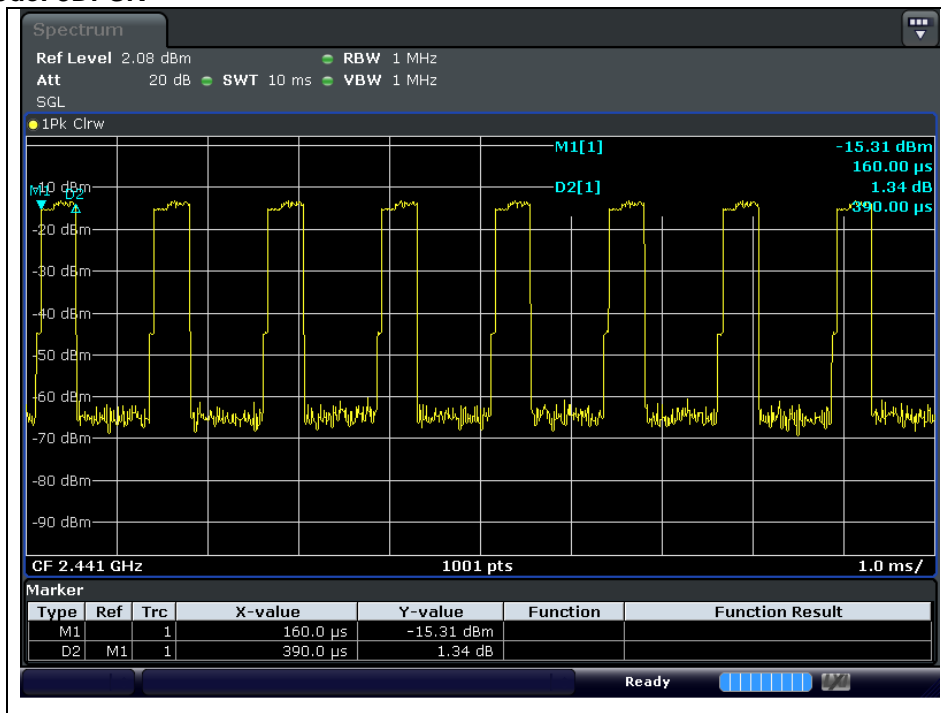 Spectrum
Ref Level 2.08 dBm RBW 1 MHz
Att 20 dB SWT 10 ms VBW 1 MHz
SGL
1Pk Clrw
M1[1] -15.31 dBm
160.00 µs
D2[1] 1.34 dB
390.00 µs
M1 D2
-10 dBm
-20 dBm
-30 dBm
-40 dBm
-50 dBm
-60 dBm
-70 dBm
-80 dBm
-90 dBm
CF 2.441 GHz 1001 pts 1.0 ms/
Marker
Type Ref Trc X-value Y-value Function Function Result
M1 1 160.0 µs -15.31 dBm
D2 M1 1 390.0 µs 1.34 dB
Ready